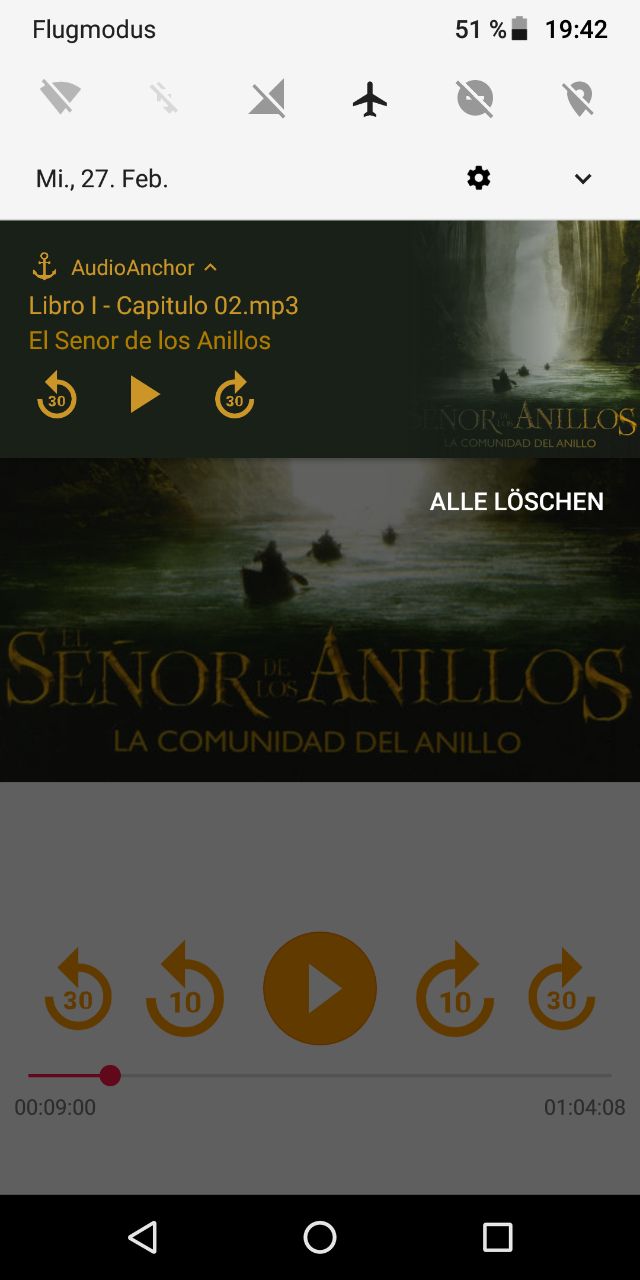 Flugmodus 51 % 19:42
Mi., 27. Feb.
AudioAnchor
Libro I - Capitulo 02.mp3
El Senor de los Anillos
30 30
SEÑOR DE LOS ANILLOS
LA COMUNIDAD DEL ANILLO
ALLE LÖSCHEN
EL
SEÑOR DE LOS ANILLOS
LA COMUNIDAD DEL ANILLO
30 10 10 30
00:09:00 01:04:08